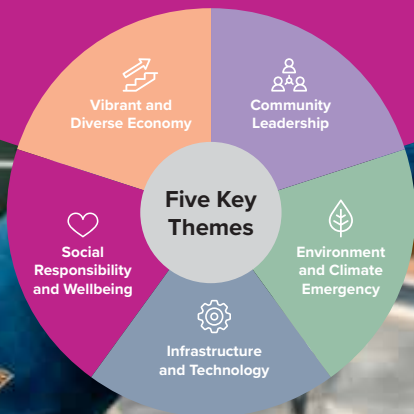 Five Key
Themes
Vibrant and
Diverse Economy
Community
Leadership
Environment
and Climate
Emergency
Infrastructure
and Technology
Social
Responsibility
and Wellbeing